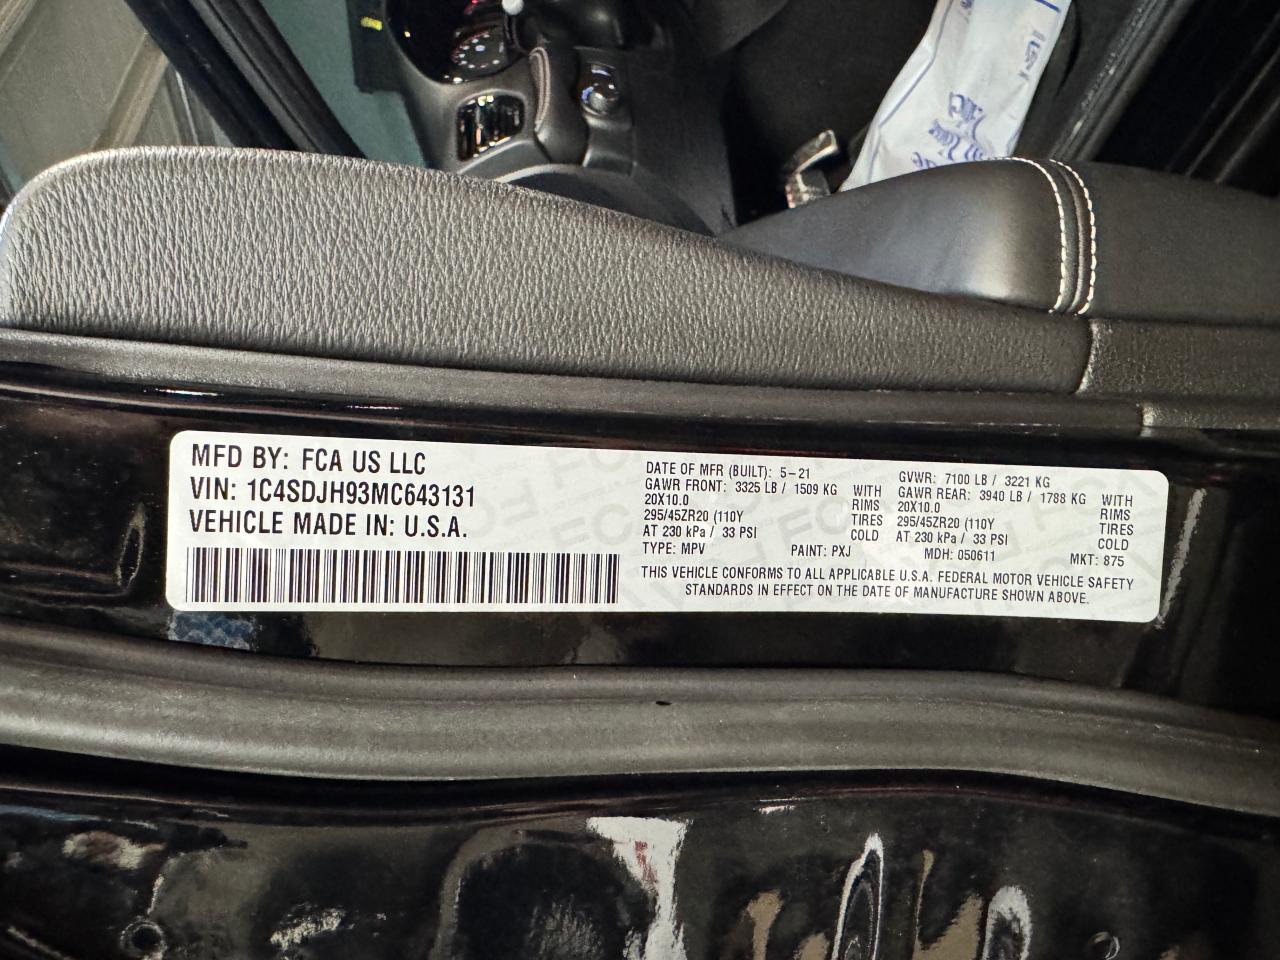 MFD BY: FCA US LLC
VIN: 1C4SDJH93MC643131
VEHICLE MADE IN: U.S.A.
DATE OF MFR (BUILT): 5-21 GVWR: 7100 LB / 3221 KG
GAWR FRONT: 3325 LB / 1509 KG WITH GAWR REAR: 3940 LB / 1788 KG WITH
20X10.0 RIMS 20X10.0 RIMS
295/45ZR20 (110Y TIRES 295/45ZR20 (110Y TIRES
AT 230 kPa / 33 PSI COLD AT 230 kPa / 33 PSI COLD
TYPE: MPV PAINT: PXJ MDH: 050611 MKT: 875
THIS VEHICLE CONFORMS TO ALL APPLICABLE U.S.A. FEDERAL MOTOR VEHICLE SAFETY
STANDARDS IN EFFECT ON THE DATE OF MANUFACTURE SHOWN ABOVE.